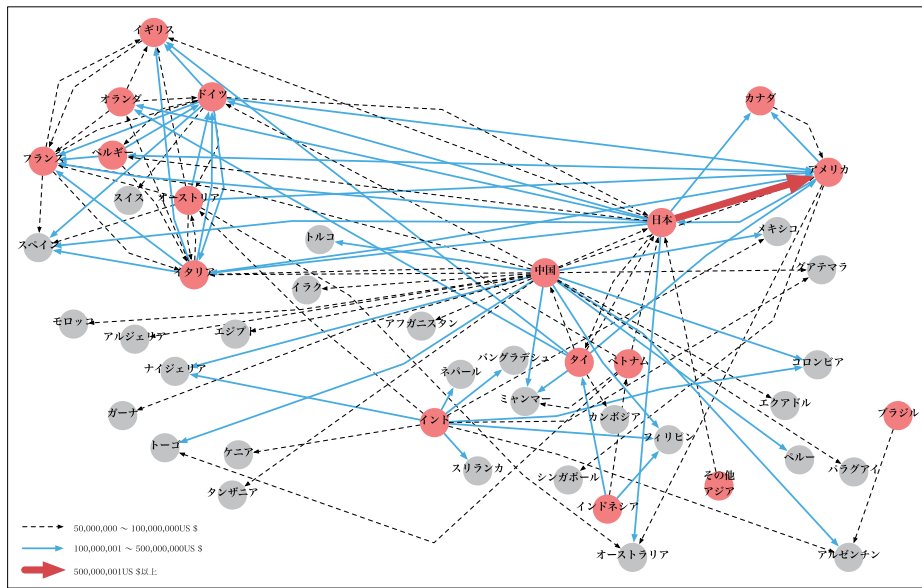 イギリス
オランダ
ドイツ
カナダ
フランス
ベルギー
アメリカ
スイス
オーストリア
日本
スペイン
トルコ
メキシコ
イタリア
中国
グアテマラ
イラク
モロッコ
アルジェリア
エジプト
アフガニスタン
ナイジェリア
ネパール
バングラデシュ
タイ
ベトナム
コロンビア
ミャンマー
ガーナ
インド
カンボジア
エクアドル
ブラジル
トーゴ
ケニア
フィリピン
ペルー
スリランカ
シンガポール
その他
アジア
パラグアイ
タンザニア
インドネシア
オーストラリア
アルゼンチン
50,000,000 ～ 100,000,000US $
100,000,001 ～ 500,000,000US $
500,000,001US $以上